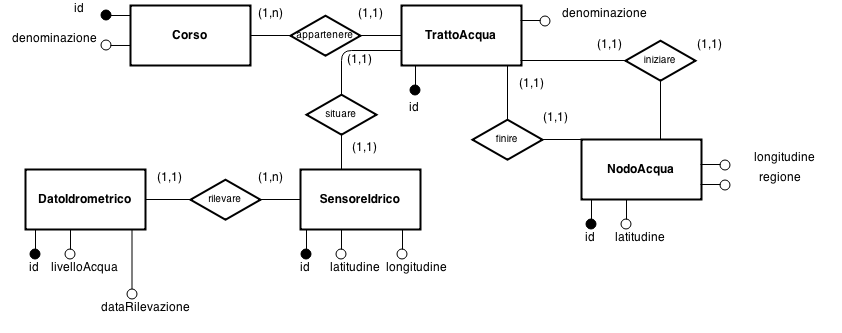 id
(1,n)
(1,1)
denominazione
denominazione
Corso
appartenere
TrattoAcqua
(1,1)
(1,1)
(1,1)
iniziare
(1,1)
id
situare
(1,1)
finire
(1,1)
(1,1)
longitudine
NodoAcqua
regione
(1,1)
(1,n)
DatoIdrometrico
rilevare
SensoreIdrico
id
latitudine
id
livelloAcqua
id
latitudine
longitudine
dataRilevazione